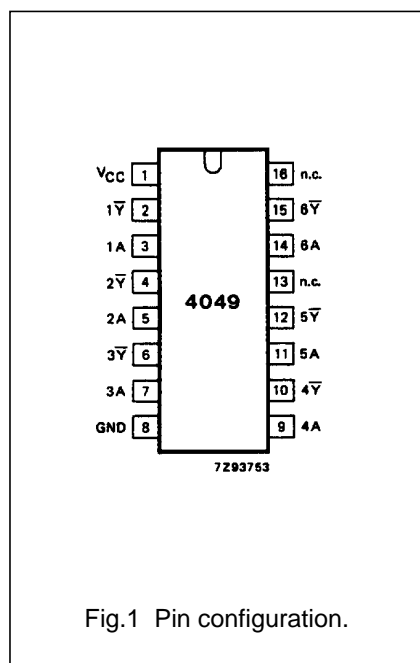 VCC 1 16 n.c.
1Y̅ 2 15 6Y̅
1A 3 14 6A
2Y̅ 4 13 n.c.
2A 5 4049 12 5Y̅
3Y̅ 6 11 5A
3A 7 10 4Y̅
GND 8 9 4A
7Z93753
Fig.1 Pin configuration.